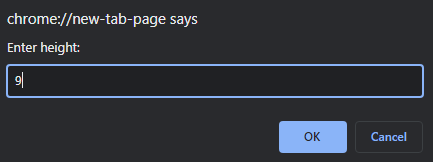 chrome://new-tab-page says
Enter height:
9
OK Cancel